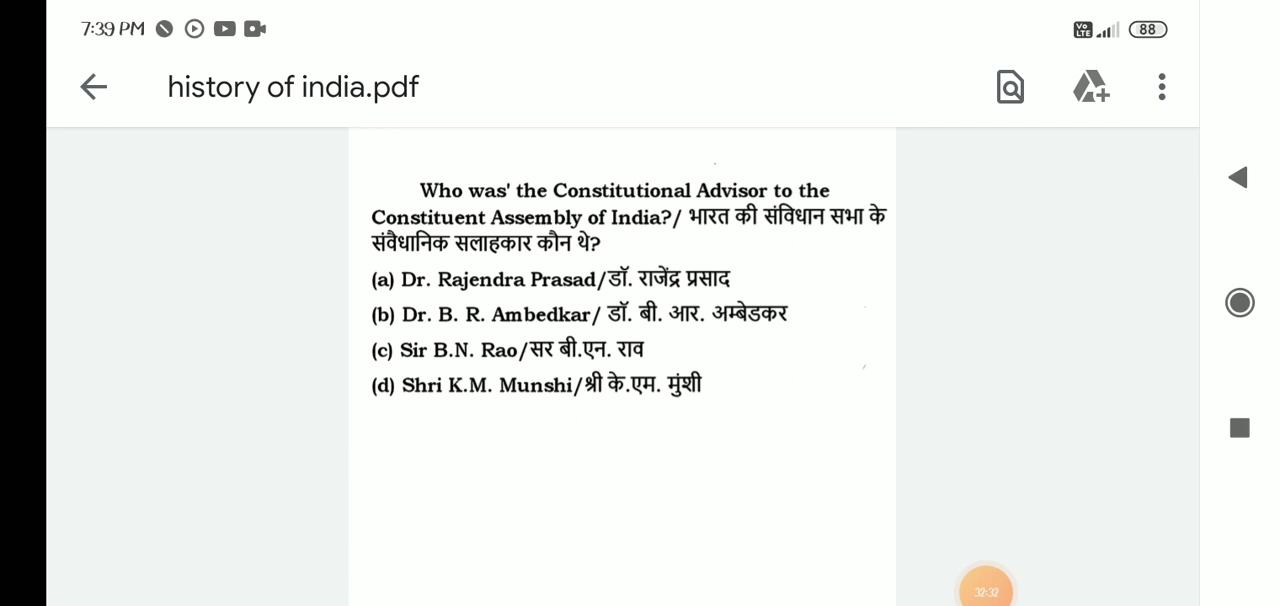 7:39 PM Vo LTE 88
history of india.pdf
Who was' the Constitutional Advisor to the
Constituent Assembly of India?/ भारत की संविधान सभा के
संवैधानिक सलाहकार कौन थे?
(a) Dr. Rajendra Prasad/डॉ. राजेंद्र प्रसाद
(b) Dr. B. R. Ambedkar/ डॉ. बी. आर. अम्बेडकर
(c) Sir B.N. Rao/सर बी.एन. राव
(d) Shri K.M. Munshi/श्री के.एम. मुंशी
32:32